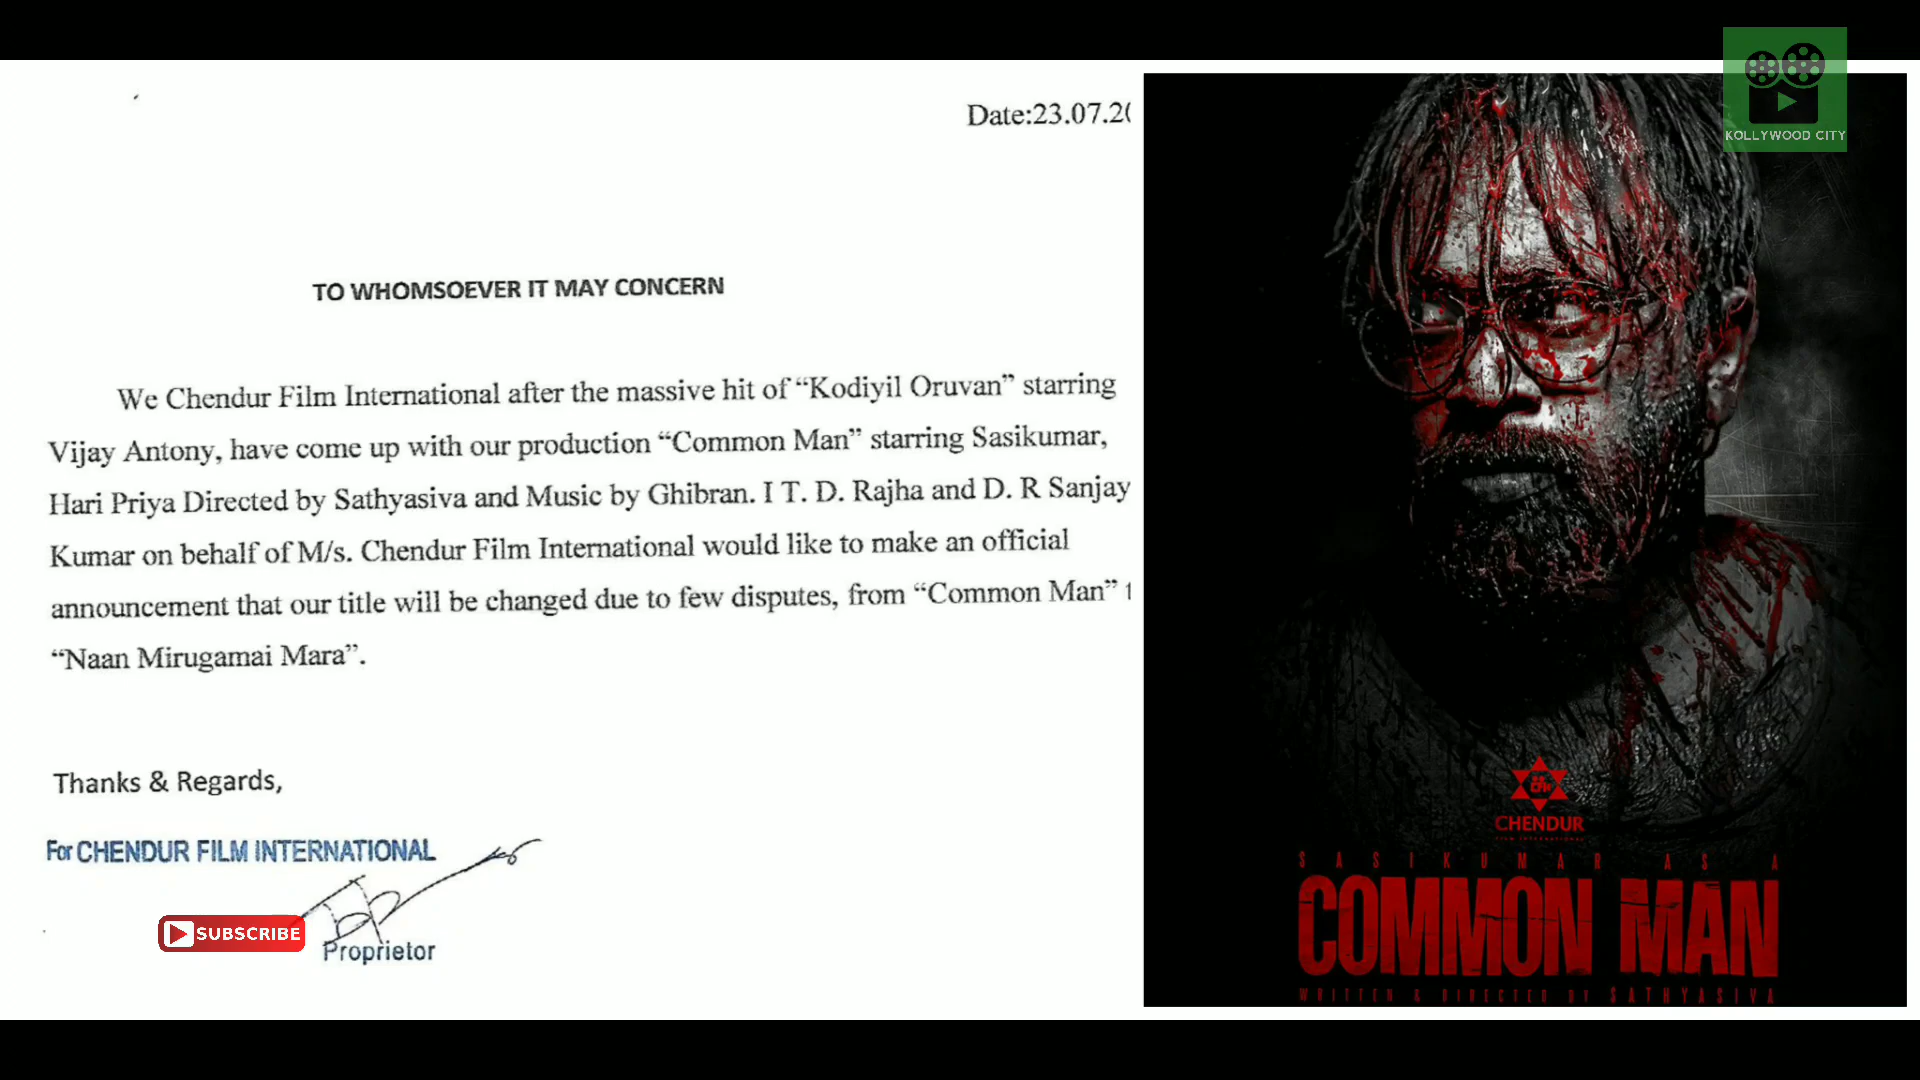 Date:23.07.20
TO WHOMSOEVER IT MAY CONCERN
We Chendur Film International after the massive hit of “Kodiyil Oruvan” starring
Vijay Antony, have come up with our production “Common Man” starring Sasikumar,
Hari Priya Directed by Sathyasiva and Music by Ghibran. I T. D. Rajha and D. R Sanjay
Kumar on behalf of M/s. Chendur Film International would like to make an official
announcement that our title will be changed due to few disputes, from “Common Man”
“Naan Mirugamai Mara”.
Thanks & Regards,
For CHENDUR FILM INTERNATIONAL
SUBSCRIBE
Proprietor
KOLLYWOOD CITY
CHENDUR
FILM INTERNATIONAL
SASIKUMAR AS A
COMMON MAN
WRITTEN & DIRECTED BY SATHYASIVA